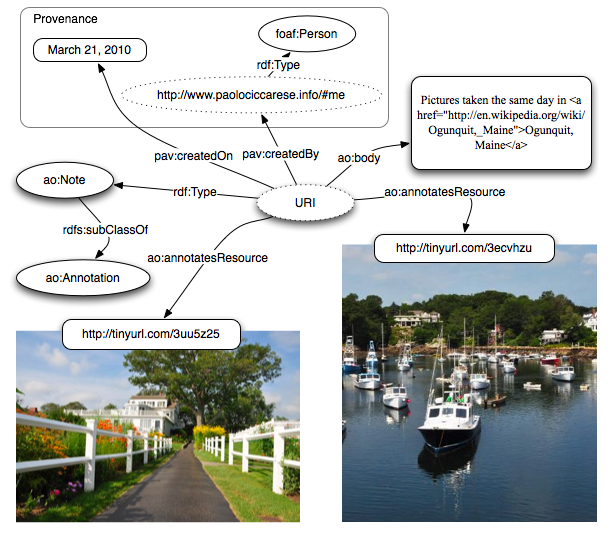 Provenance
March 21, 2010
foaf:Person
rdf:Type
http://www.paolociccarese.info/#me
Pictures taken the same day in <a
href="http://en.wikipedia.org/wiki/
Ogunquit,_Maine">Ogunquit,
Maine</a>
pav:createdOn
pav:createdBy
ao:body
ao:Note
rdf:Type
URI
ao:annotatesResource
rdfs:subClassOf
ao:annotatesResource
http://tinyurl.com/3ecvhzu
ao:Annotation
http://tinyurl.com/3uu5z25